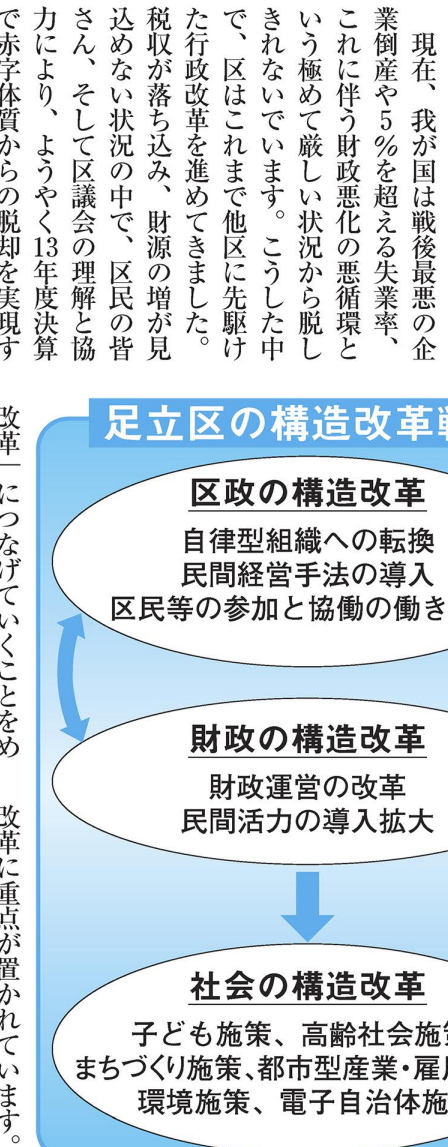 現在、我が国は戦後最悪の企
業倒産や5%を超える失業率、
これに伴う財政悪化の悪循環と
いう極めて厳しい状況から脱し
きれないでいます。こうした中
で、区はこれまで他区に先駆け
た行政改革を進めてきました。
税収が落ち込み、財源の増が見
込めない状況の中で、区民の皆
さん、そして区議会の理解と協
力により、ようやく13年度決算
で赤字体質からの脱却を実現す
足立区の構造改革戦
区政の構造改革
自律型組織への転換
民間経営手法の導入
区民等の参加と協働の働き
財政の構造改革
財政運営の改革
民間活力の導入拡大
社会の構造改革
子ども施策、高齢社会施策
まちづくり施策、都市型産業・雇用
環境施策、電子自治体施
改革に重点が置かれています。
改革」につなげていくことをめ